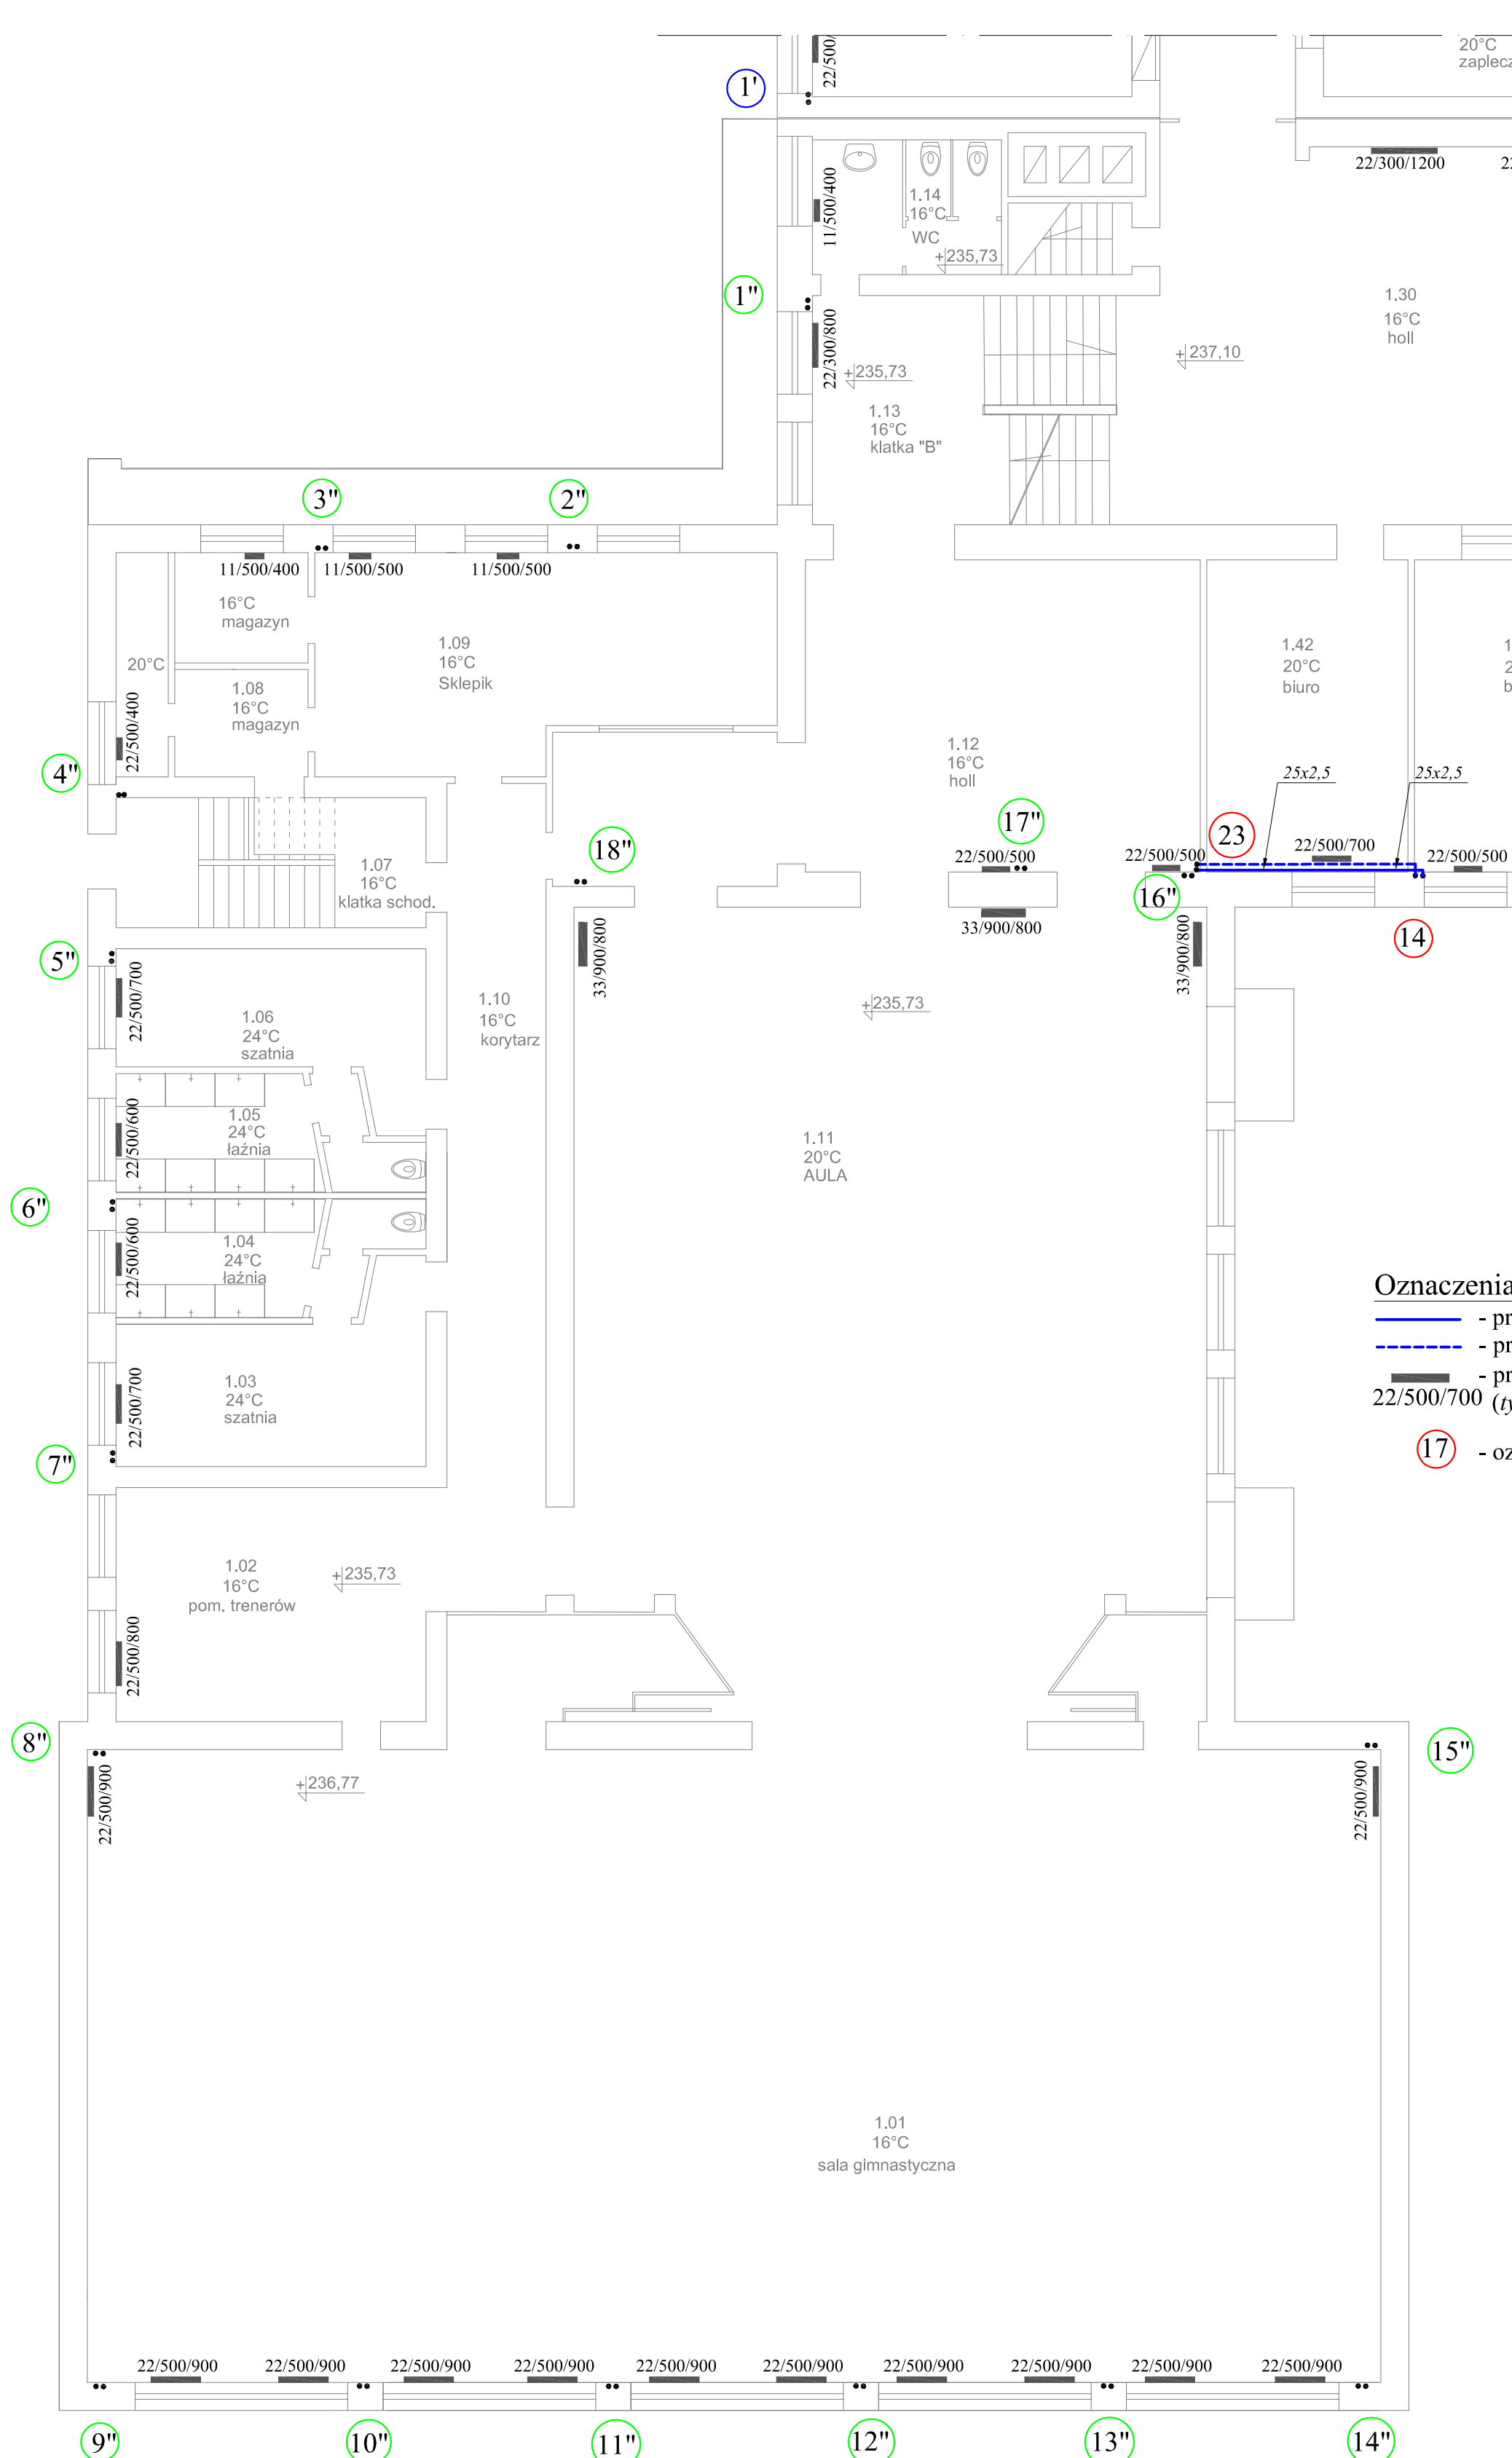 20°C
zaplecz
22/500/
1'
22/300/1200
22
1.14
16°C
WC
11/500/400
+235,73
1"
22/300/800
+235,73
1.13
16°C
klatka "B"
+237,10
1.30
16°C
holl
3"
2"
11/500/400
11/500/500
11/500/500
16°C
magazyn
20°C
1.08
16°C
magazyn
1.09
16°C
Sklepik
22/500/400
4"
1.42
20°C
biuro
1.12
16°C
holl
25x2,5
25x2,5
17"
23
18"
22/500/500
22/500/500
22/500/700
22/500/500
1.07
16°C
klatka schod.
16"
33/900/800
33/900/800
33/900/800
14
5"
22/500/700
1.10
16°C
korytarz
+235,73
1.06
24°C
szatnia
1.05
24°C
łaźnia
22/500/600
1.11
20°C
AULA
6"
22/500/600
1.04
24°C
łaźnia
Oznaczenia
- pr
- pr
- pr
22/500/700
(ty
17
- oz
1.03
24°C
szatnia
22/500/700
7"
1.02
16°C
pom. trenerów
+235,73
22/500/800
8"
15"
+236,77
22/500/900
22/500/900
1.01
16°C
sala gimnastyczna
22/500/900
22/500/900
22/500/900
22/500/900
22/500/900
22/500/900
22/500/900
22/500/900
22/500/900
22/500/900
9"
10"
11"
12"
13"
14"